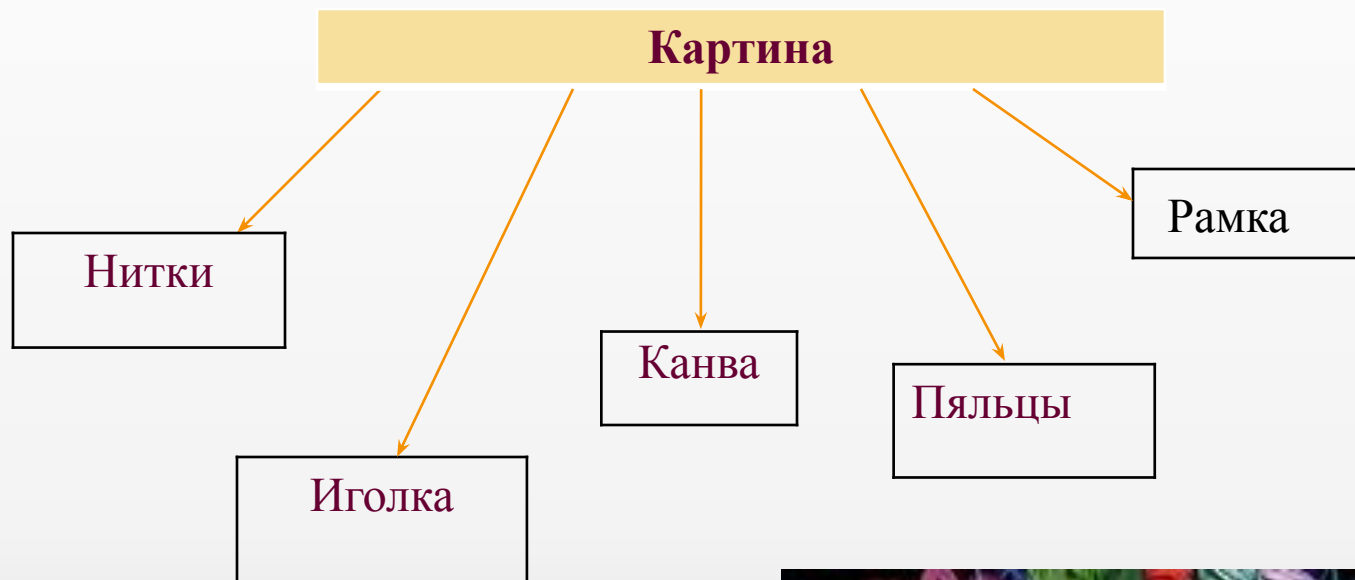 Картина
Рамка
Нитки
Канва
Пяльцы
Иголка